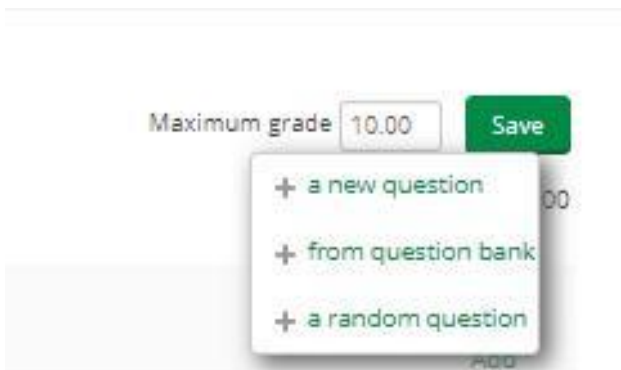 Maximum grade 10.00 Save
+ a new question
00
+ from question bank
+ a random question
Add